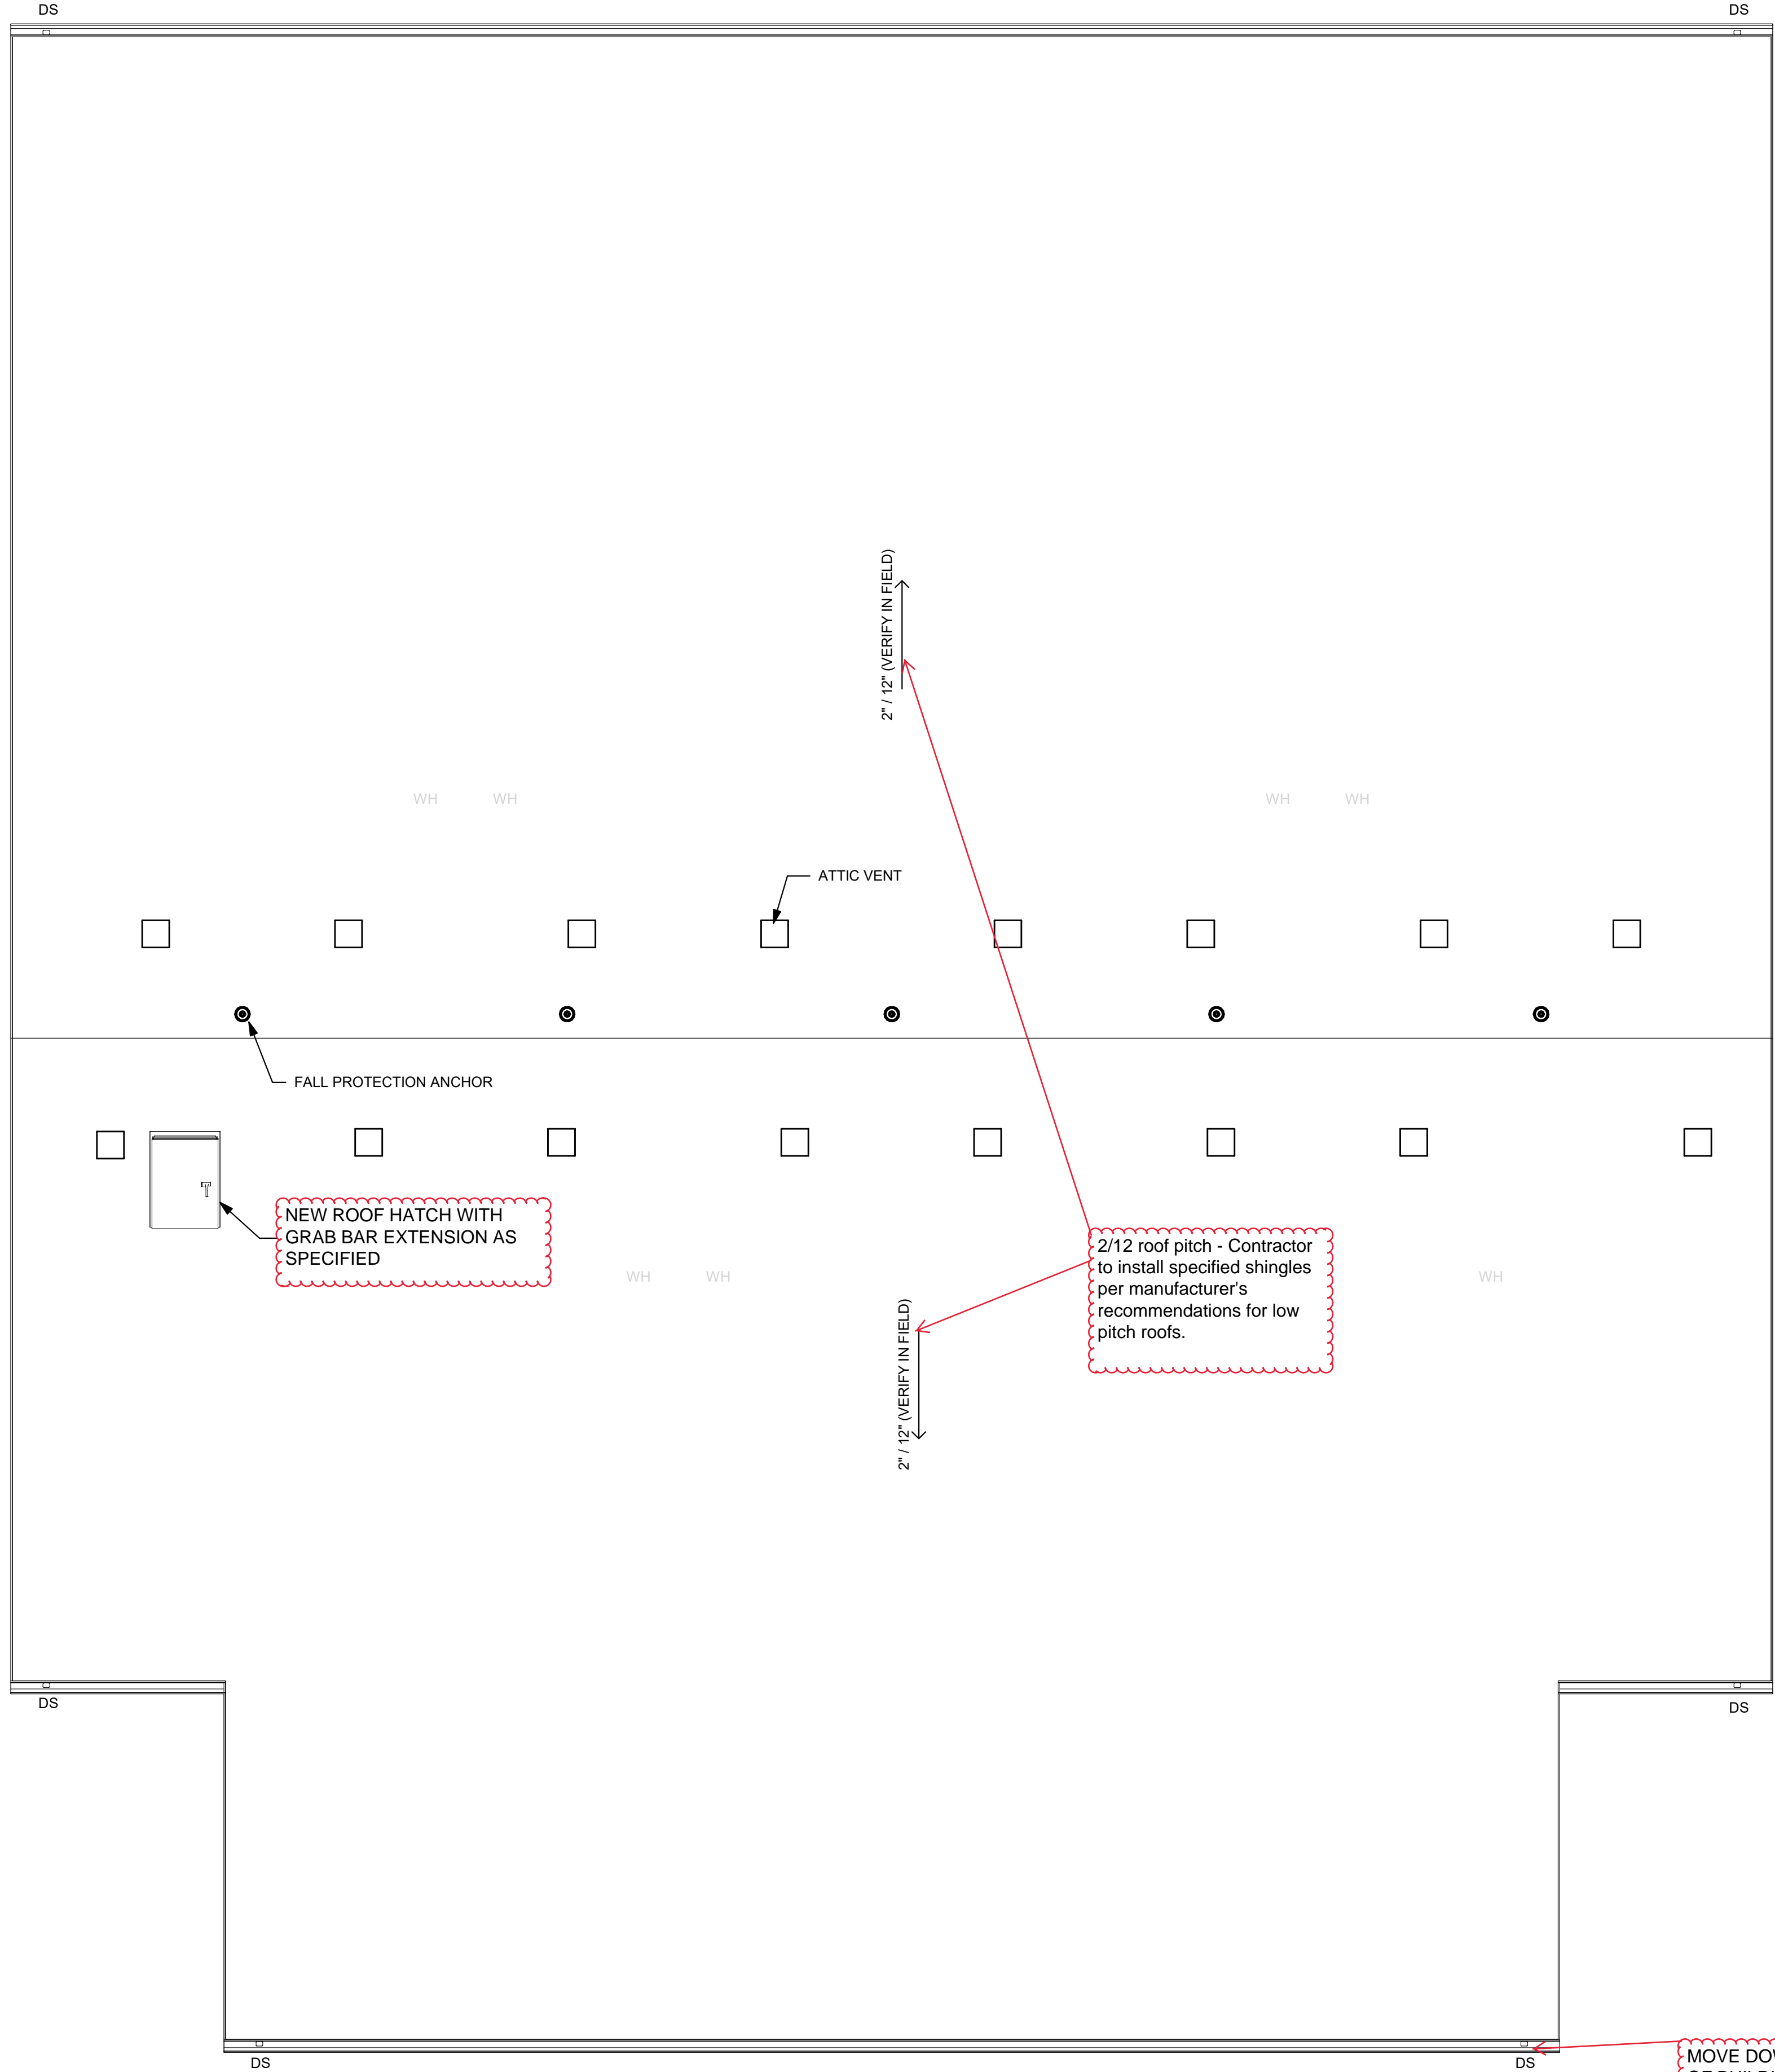 DS
DS
2" / 12" (VERIFY IN FIELD)
WH
WH
WH
WH
ATTIC VENT
FALL PROTECTION ANCHOR
NEW ROOF HATCH WITH
GRAB BAR EXTENSION AS
SPECIFIED
2/12 roof pitch - Contractor
to install specified shingles
per manufacturer's
recommendations for low
pitch roofs.
WH
WH
WH
2" / 12" (VERIFY IN FIELD)
DS
DS
MOVE
DS
DS